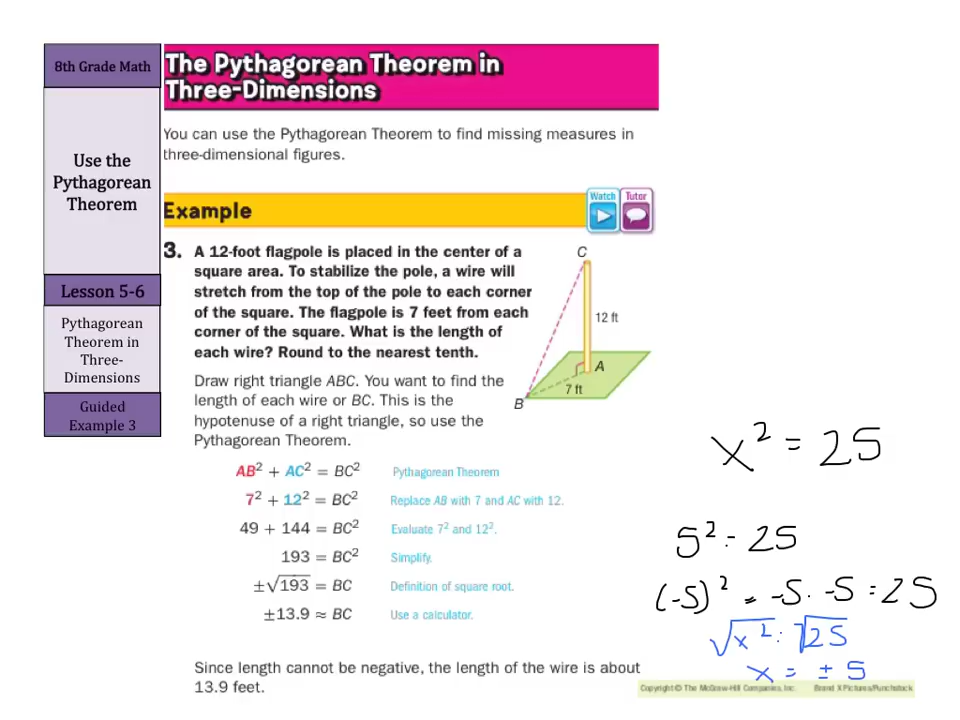 8th Grade Math
Use the
Pythagorean
Theorem
Lesson 5-6
Pythagorean
Theorem in
Three-
Dimensions
Guided
Example 3
The Pythagorean Theorem in
Three-Dimensions
You can use the Pythagorean Theorem to find missing measures in
three-dimensional figures.
Example
Watch Tutor
3. A 12-foot flagpole is placed in the center of a
square area. To stabilize the pole, a wire will
stretch from the top of the pole to each corner
of the square. The flagpole is 7 feet from each
corner of the square. What is the length of
each wire? Round to the nearest tenth.
C
12 ft
A
7 ft
B
Draw right triangle ABC. You want to find the
length of each wire or BC. This is the
hypotenuse of a right triangle, so use the
Pythagorean Theorem.
AB² + AC² = BC² Pythagorean Theorem
7² + 12² = BC² Replace AB with 7 and AC with 12.
49 + 144 = BC² Evaluate 7² and 12².
193 = BC² Simplify.
±√193 = BC Definition of square root.
±13.9 ≈ BC Use a calculator.
Since length cannot be negative, the length of the wire is about
13.9 feet.
x² = 25
5² = 25
(-5)² = -5 · -5 = 25
√x² = √25
x = ± 5
Copyright © The McGraw-Hill Companies, Inc. Brand X Pictures/Punchstock